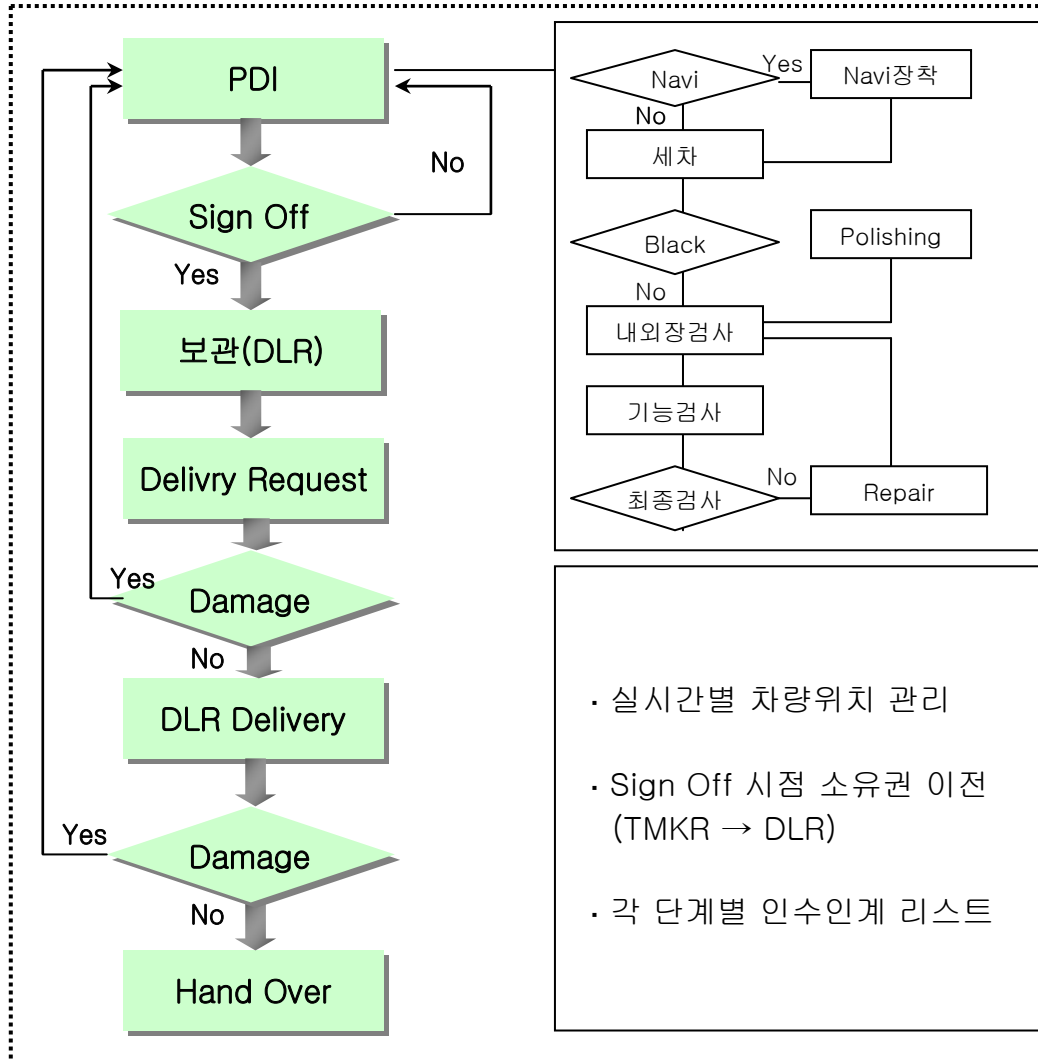 PDI
No
Sign Off
Yes
보관(DLR)
Delivry Request
Yes
Damage
No
DLR Delivery
Yes
Damage
No
Hand Over
Navi
Yes
Navi장착
No
세차
Black
Polishing
No
내외장검사
기능검사
최종검사
No
Repair
· 실시간별 차량위치 관리
· Sign Off 시점 소유권 이전
(TMKR → DLR)
· 각 단계별 인수인계 리스트